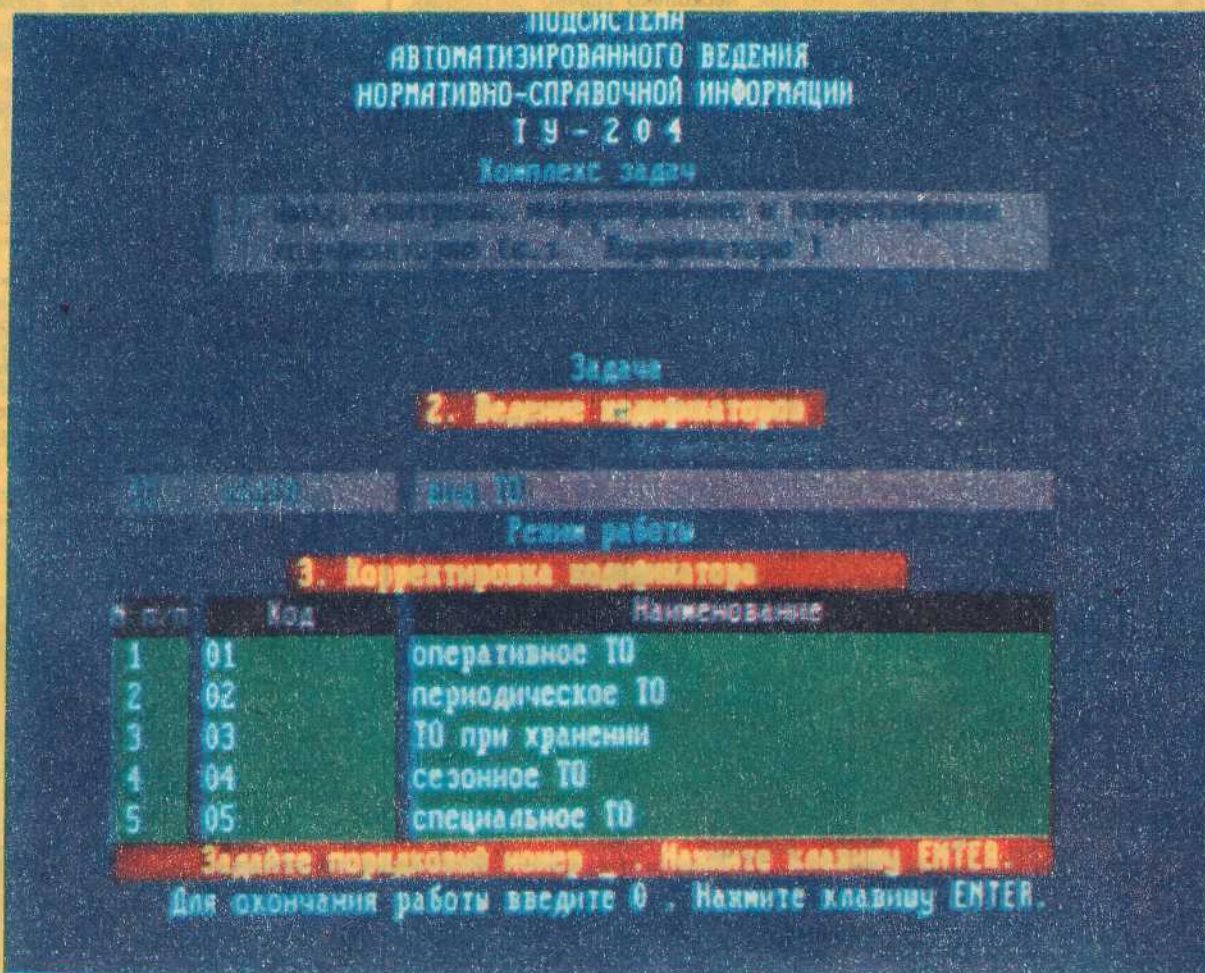 ПОДСИСТЕМА
АВТОМАТИЗИРОВАННОГО ВЕДЕНИЯ
НОРМАТИВНО-СПРАВОЧНОЙ ИНФОРМАЦИИ
ТУ-204
Комплекс задач
контроль, и корректировка
Задача
2. Ведение кодификаторов
вид ТО
Режим работы
3. Корректировка кодификатора
№ п/п Код Наименование
1 01 оперативное ТО
2 02 периодическое ТО
3 03 ТО при хранении
4 04 сезонное ТО
5 05 специальное ТО
Задайте порядковый номер _ . Нажмите клавишу ENTER.
Для окончания работы введите 0 . Нажмите клавишу ENTER.